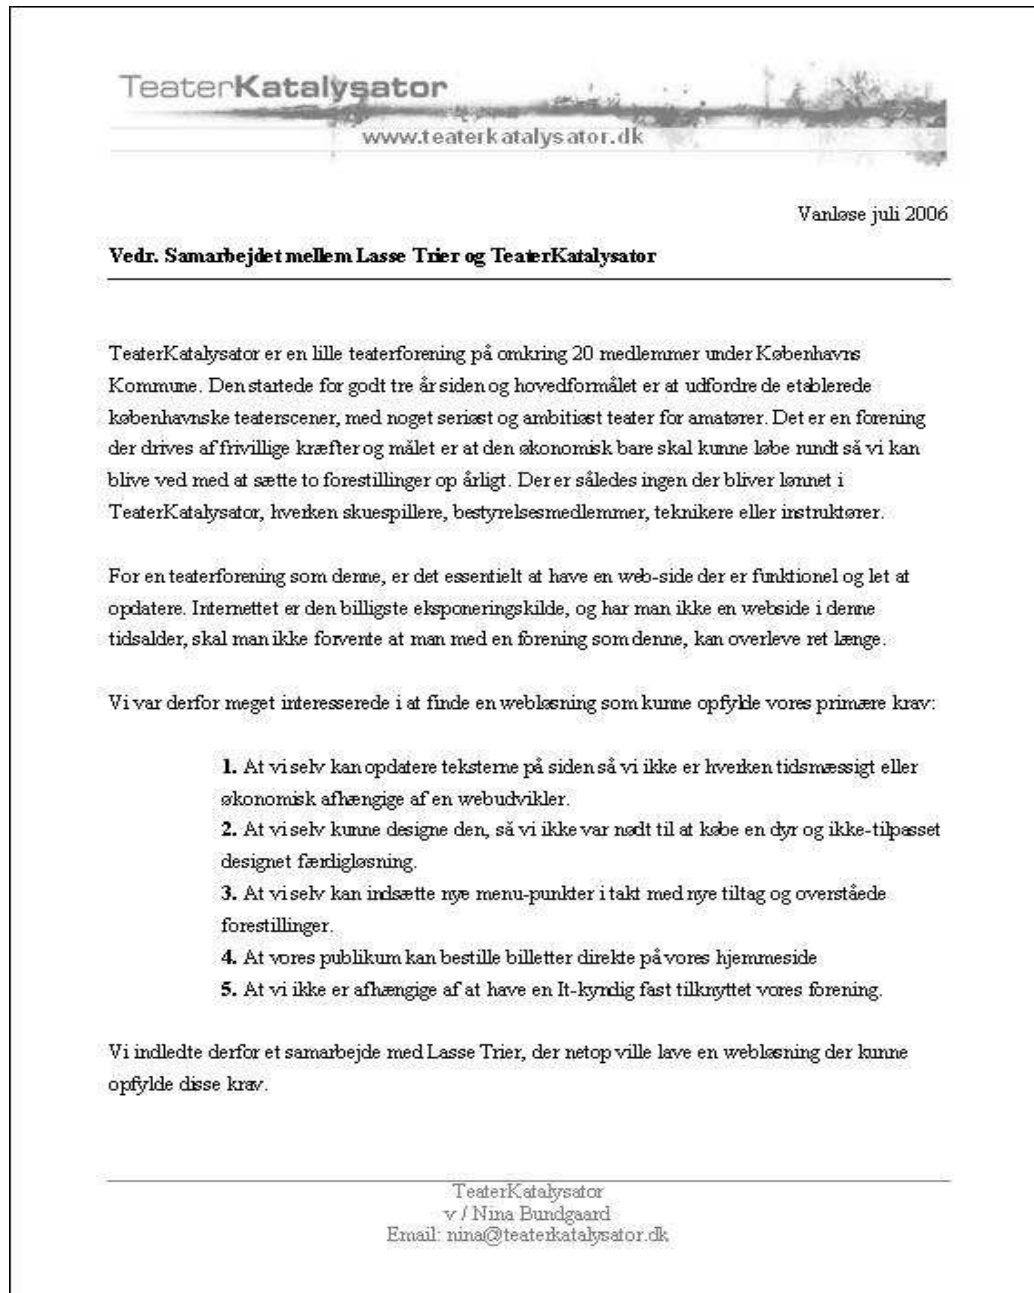 TeaterKatalysator
www.teaterkatalysator.dk
Vanløse juli 2006
Vedr. Samarbejdet mellem Lasse Trier og TeaterKatalysator
TeaterKatalysator er en lille teaterforening på omkring 20 medlemmer under Københavns
Kommune. Den startede for godt tre år siden og hovedformålet er at udfordre de etablerede
københavnske teaterscener, med noget seriøst og ambitiøst teater for amatører. Det er en forening
der drives af frivillige kræfter og målet er at den økonomisk bare skal kunne løbe rundt så vi kan
blive ved med at sætte to forestillinger op årligt. Der er således ingen der bliver lønnet i
TeaterKatalysator, hverken skuespillere, bestyrelsesmedlemmer, teknikere eller instruktører.
For en teaterforening som denne, er det essentielt at have en web-side der er funktionel og let at
opdatere. Internettet er den billigste eksponeringskilde, og har man ikke en webside i denne
tidsalder, skal man ikke forvente at man med en forening som denne, kan overleve ret længe.
Vi var derfor meget interesserede i at finde en webløsning som kunne opfylde vores primære krav:
1. At vi selv kan opdatere teksterne på siden så vi ikke er hverken tidsmæssigt eller
økonomisk afhængige af en webudvikler.
2. At vi selv kunne designe den, så vi ikke var nødt til at købe en dyr og ikke-tilpasset
designet færdigløsning.
3. At vi selv kan indsætte nye menu-punkter i takt med nye tiltag og overståede
forestillinger.
4. At vores publikum kan bestille billetter direkte på vores hjemmeside
5. At vi ikke er afhængige af at have en It-kyndig fast tilknyttet vores forening.
Vi indledte derfor et samarbejde med Lasse Trier, der netop ville lave en webløsning der kunne
opfylde disse krav.
TeaterKatalysator
v / Nina Bundgaard
Email: nina@teaterkatalysator.dk